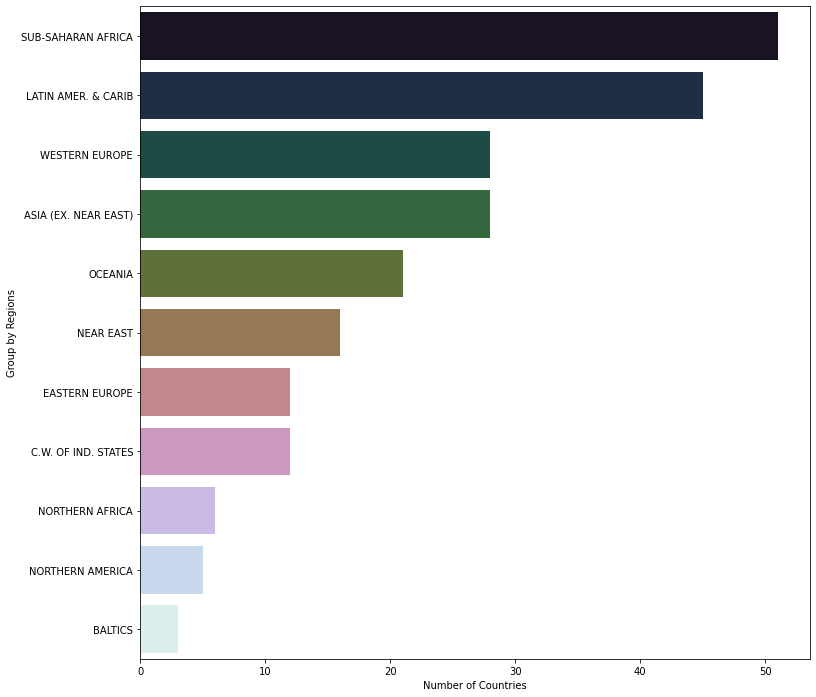 SUB-SAHARAN AFRICA
LATIN AMER. & CARIB
WESTERN EUROPE
ASIA (EX. NEAR EAST)
OCEANIA
NEAR EAST
EASTERN EUROPE
C.W. OF IND. STATES
NORTHERN AFRICA
NORTHERN AMERICA
BALTICS
Group by Regions
0 10 20 30 40 50
Number of Countries